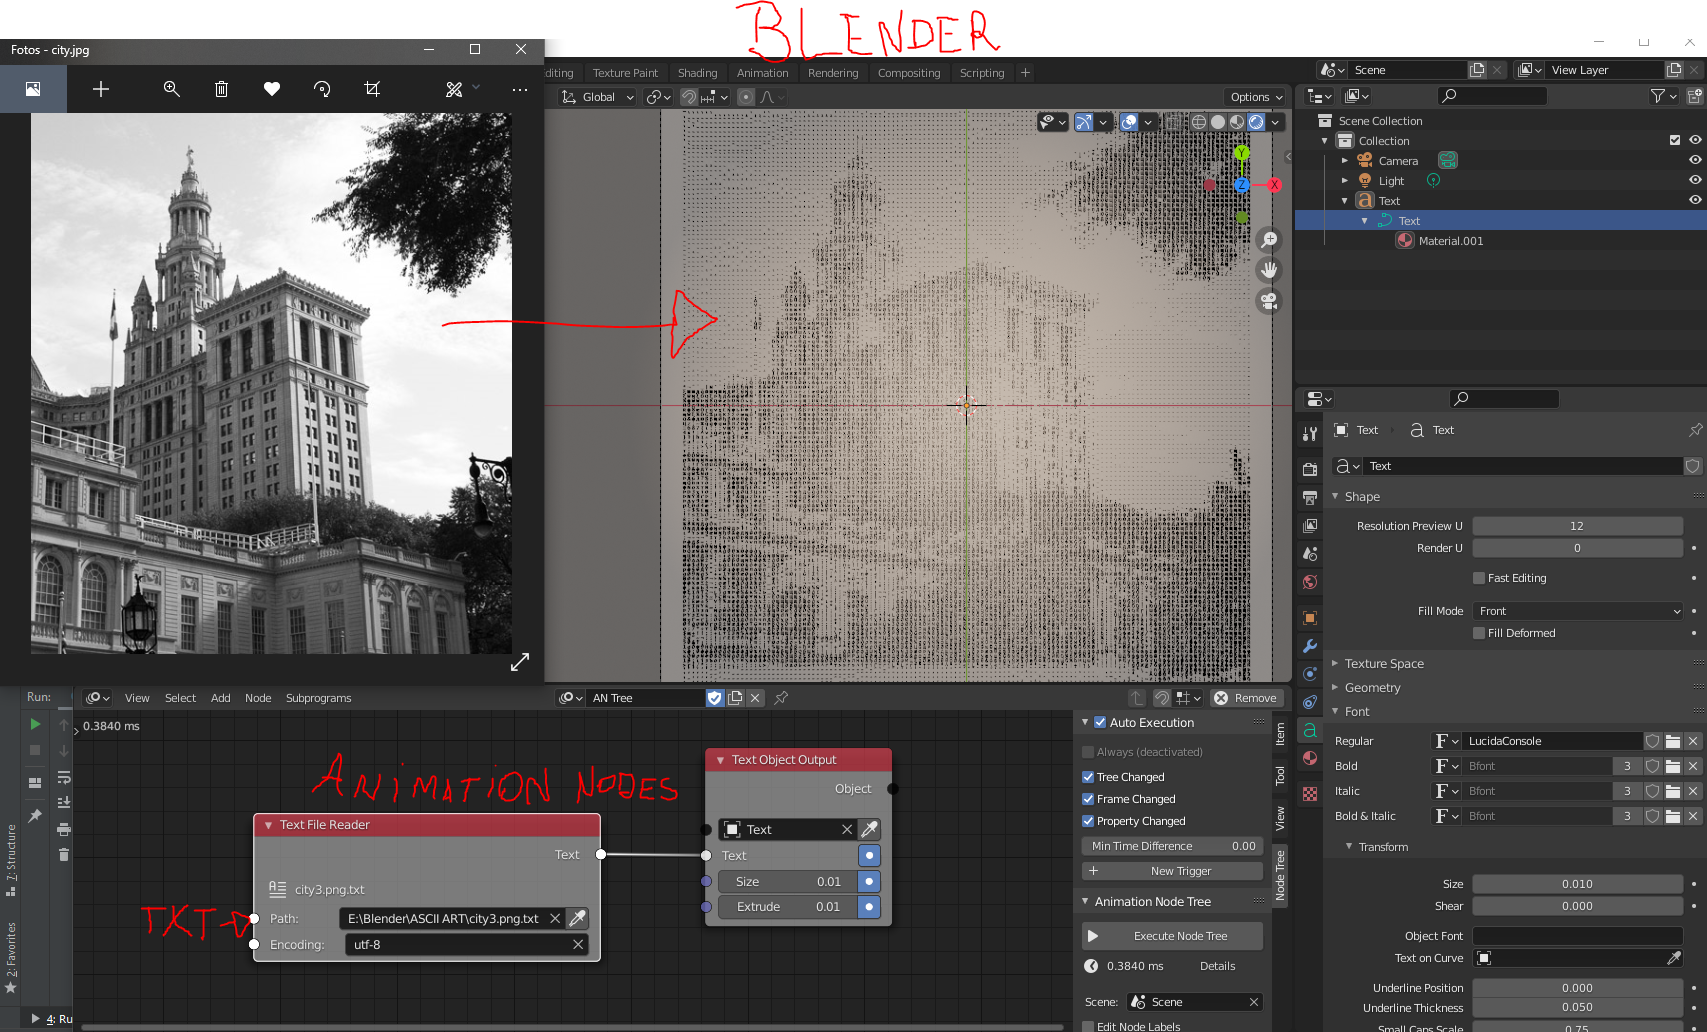 BLENDER
Fotos - city.jpg
diting Texture Paint Shading Animation Rendering Compositing Scripting +
Scene View Layer
Global Options
Scene Collection
Collection
Camera
Light
Text
Text
Material.001
Y
Z X
Text Text
Text
Shape
Resolution Preview U 12
Render U 0
Fast Editing
Fill Mode Front
Fill Deformed
Texture Space
Geometry
Font
Regular LucidaConsole
Bold Bfont 3
Italic Bfont 3
Bold & Italic Bfont 3
Transform
Size 0.010
Shear 0.000
Object Font
Text on Curve
Underline Position 0.000
Underline Thickness 0.050
Small Caps Scale 0.75
Run:
View Select Add Node Subprograms AN Tree Remove
0.3840 ms
ANiMATION NODES
Text File Reader
Text
city3.png.txt
TXT
Path: E:\Blender\ASCII ART\city3.png.txt
Encoding: utf-8
Text Object Output
Object
Text
Text
Size 0.01
Extrude 0.01
Auto Execution
Always (deactivated)
Tree Changed
Frame Changed
Property Changed
Min Time Difference 0.00
New Trigger
Animation Node Tree
Execute Node Tree
0.3840 ms Details
Scene: Scene
Edit Node Labels
Item
Tool
View
Node Tree
7: Structure
2: Favorites
4: Ru